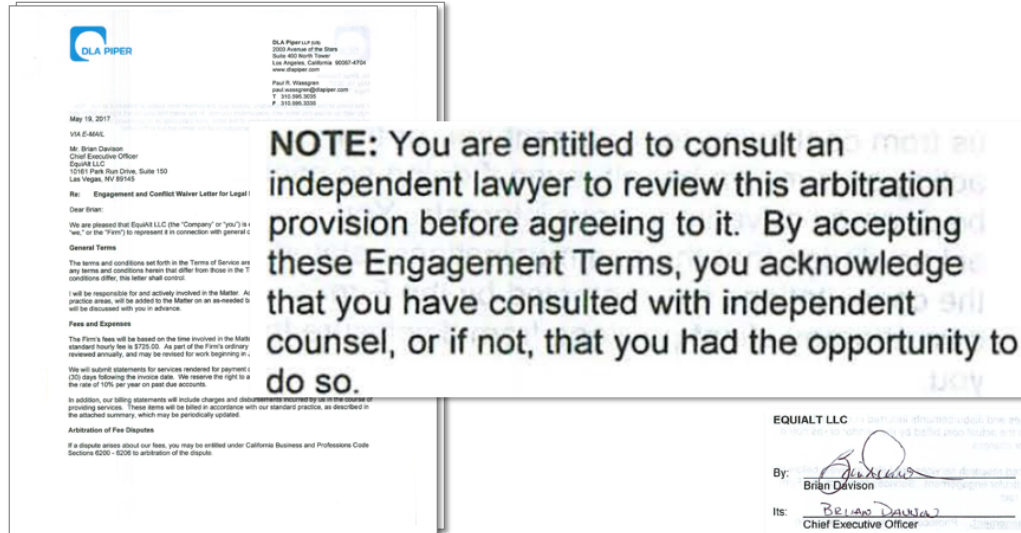 DLA PIPER
DLA Piper LLP (US)
2000 Avenue of the Stars
Suite 400 North Tower
Los Angeles, California 90067-4704
www.dlapiper.com
Paul R. Wassgren
paul.wassgren@dlapiper.com
T 310.595.3035
F 310.595.3335
May 19, 2017
VIA E-MAIL
Mr. Brian Davison
Chief Executive Officer
EquiAlt LLC
10161 Park Run Drive, Suite 150
Las Vegas, NV 89145
Re: Engagement and Conflict Waiver Letter for Legal
Dear Brian:
We are pleased that EquiAlt LLC (the "Company" or "you") is
"we," or the "Firm") to represent it in connection with general
General Terms
The terms and conditions set forth in the Terms of Service are
any terms and conditions herein that differ from those in the
conditions differ, this letter shall control.
I will be responsible for and actively involved in the Matter.
practice areas, will be added to the Matter on an as-needed
will be discussed with you in advance.
Fees and Expenses
The Firm's fees will be based on the time involved in the
standard hourly fee is $725.00. As part of the Firm's ordinary
reviewed annually, and may be revised for work beginning in
We will submit statements for services rendered for payment
(30) days following the invoice date. We reserve the right to a
the rate of 10% per year on past due accounts.
In addition, our billing statements will include charges and disbursements incurred by us in the course of
providing services. These items will be billed in accordance with our standard practice, as described in
the attached summary, which may be periodically updated.
Arbitration of Fee Disputes
If a dispute arises about our fees, you may be entitled under California Business and Professions Code
Sections 6200 - 6206 to arbitration of the dispute.
NOTE: You are entitled to consult an
independent lawyer to review this arbitration
provision before agreeing to it. By accepting
these Engagement Terms, you acknowledge
that you have consulted with independent
counsel, or if not, that you had the opportunity to
do so.
EQUIALT LLC
By:
Brian Davison
Its: BRIAN DAVISON
Chief Executive Officer